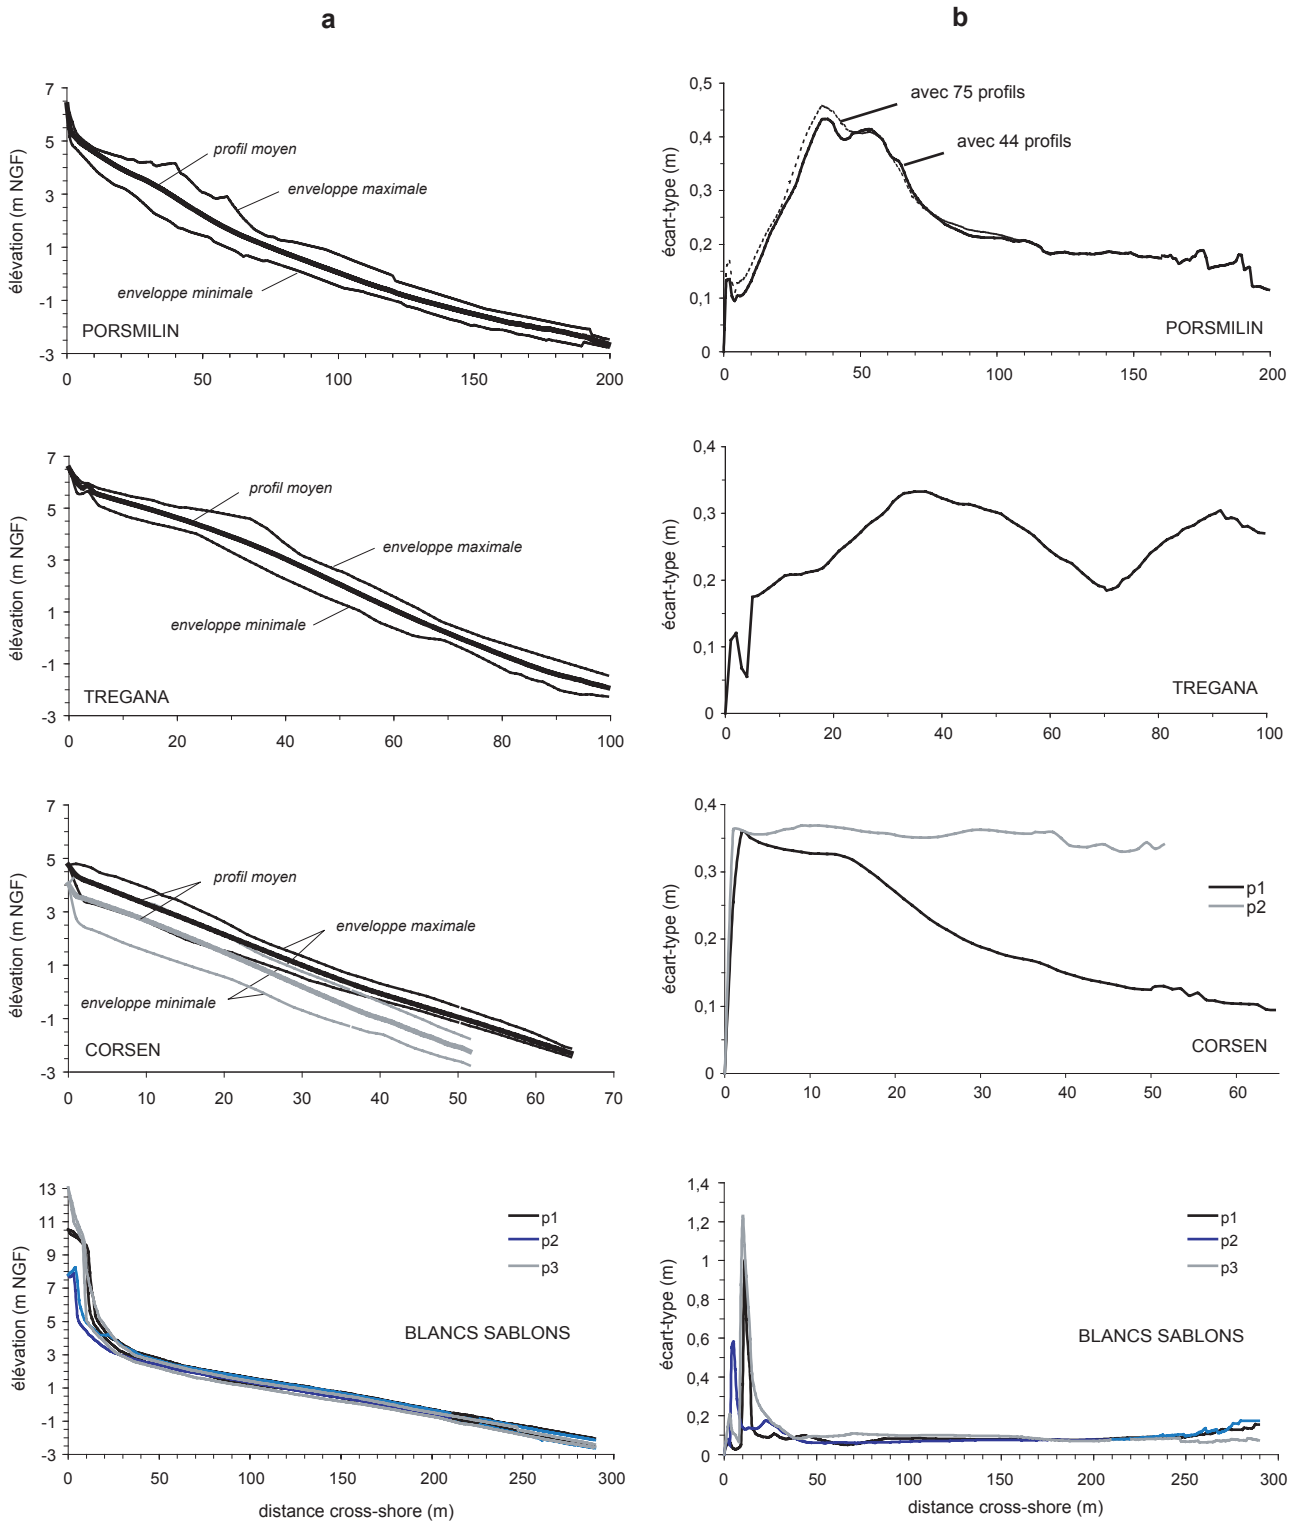 a
b
7
5
3
1
-1
-3
élévation (m NGF)
profil moyen
enveloppe maximale
enveloppe minimale
PORSMILIN
0 50 100 150 200
0,5
0,4
0,3
0,2
0,1
0
écart-type (m)
avec 75 profils
avec 44 profils
PORSMILIN
0 50 100 150 200
7
5
3
1
-1
-3
élévation (m NGF)
profil moyen
enveloppe maximale
enveloppe minimale
TREGANA
0 20 40 60 80 100
0,4
0,3
0,2
0,1
0
écart-type (m)
TREGANA
0 20 40 60 80 100
7
5
3
1
-1
-3
élévation (m NGF)
profil moyen
enveloppe maximale
enveloppe minimale
CORSEN
0 10 20 30 40 50 60 70
0,4
0,3
0,2
0,1
0
écart-type (m)
p1
p2
CORSEN
0 10 20 30 40 50 60
13
11
9
7
5
3
1
-1
-3
élévation (m NGF)
p1
p2
p3
BLANCS SABLONS
0 50 100 150 200 250 300
distance cross-shore (m)
1,4
1,2
1
0,8
0,6
0,4
0,2
0
écart-type (m)
p1
p2
p3
BLANCS SABLONS
0 50 100 150 200 250 300
distance cross-shore (m)